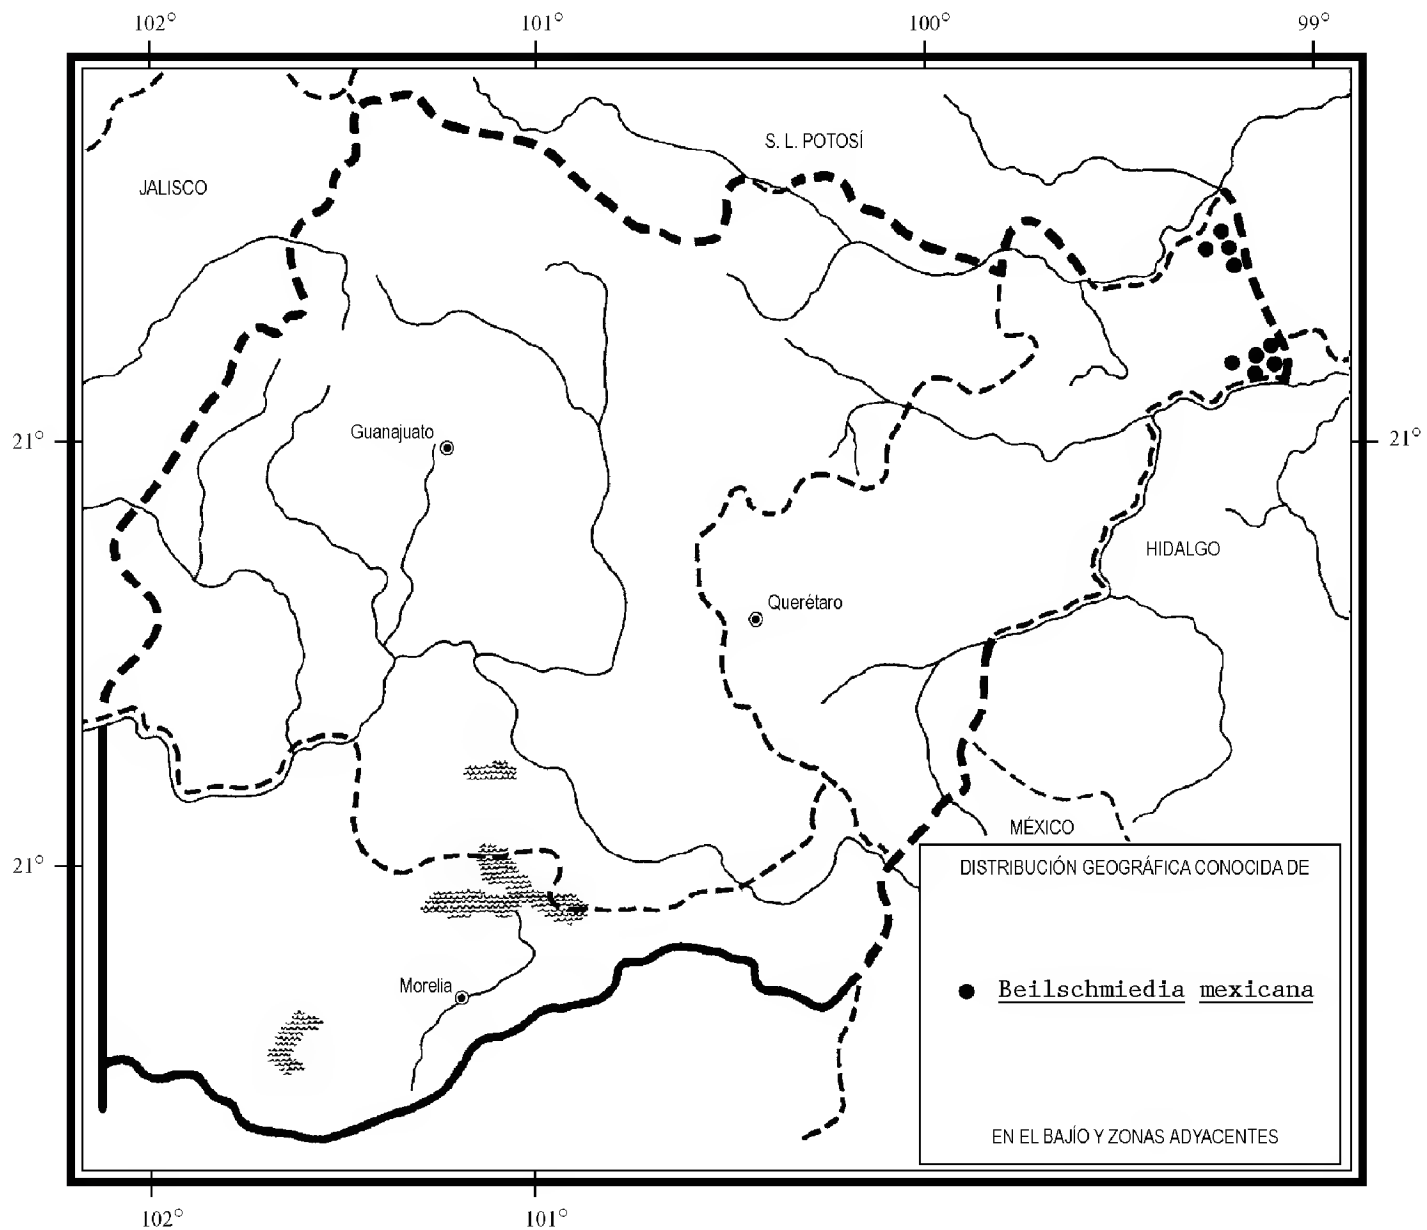 102° 101° 100° 99°
S. L. POTOSÍ
JALISCO
21° 21°
Guanajuato
HIDALGO
Querétaro
MÉXICO
21°
DISTRIBUCIÓN GEOGRÁFICA CONOCIDA DE
Morelia
Beilschmiedia mexicana
EN EL BAJÍO Y ZONAS ADYACENTES
102° 101°